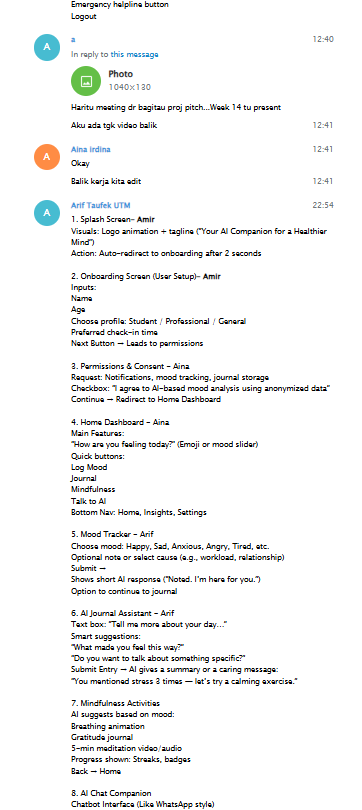 Emergency helpline button
Logout
A
a
12:40
In reply to this message
Photo
1040×130
Haritu meeting dr bagitau proj pitch...Week 14 tu present
Aku ada tgk video balik
12:41
A
Aina Irdina
12:41
Okay
Balik kerja kita edit
12:41
A
Arif Taufek UTM
22:54
1. Splash Screen– Amir
Visuals: Logo animation + tagline ("Your AI Companion for a Healthier
Mind")
Action: Auto-redirect to onboarding after 2 seconds
2. Onboarding Screen (User Setup)– Amir
Inputs:
Name
Age
Choose profile: Student / Professional / General
Preferred check-in time
Next Button → Leads to permissions
3. Permissions & Consent – Aina
Request: Notifications, mood tracking, journal storage
Checkbox: "I agree to AI-based mood analysis using anonymized data"
Continue → Redirect to Home Dashboard
4. Home Dashboard – Aina
Main Features:
"How are you feeling today?" (Emoji or mood slider)
Quick buttons:
Log Mood
Journal
Mindfulness
Talk to AI
Bottom Nav: Home, Insights, Settings
5. Mood Tracker – Arif
Choose mood: Happy, Sad, Anxious, Angry, Tired, etc.
Optional note or select cause (e.g., workload, relationship)
Submit →
Shows short AI response ("Noted. I'm here for you.")
Option to continue to journal
6. AI Journal Assistant – Arif
Text box: "Tell me more about your day..."
Smart suggestions:
"What made you feel this way?"
"Do you want to talk about something specific?"
Submit Entry → AI gives a summary or a caring message:
"You mentioned stress 3 times — let's try a calming exercise."
7. Mindfulness Activities
AI suggests based on mood:
Breathing animation
Gratitude journal
5-min meditation video/audio
Progress shown: Streaks, badges
Back → Home
8. AI Chat Companion
Chatbot Interface (Like WhatsApp style)